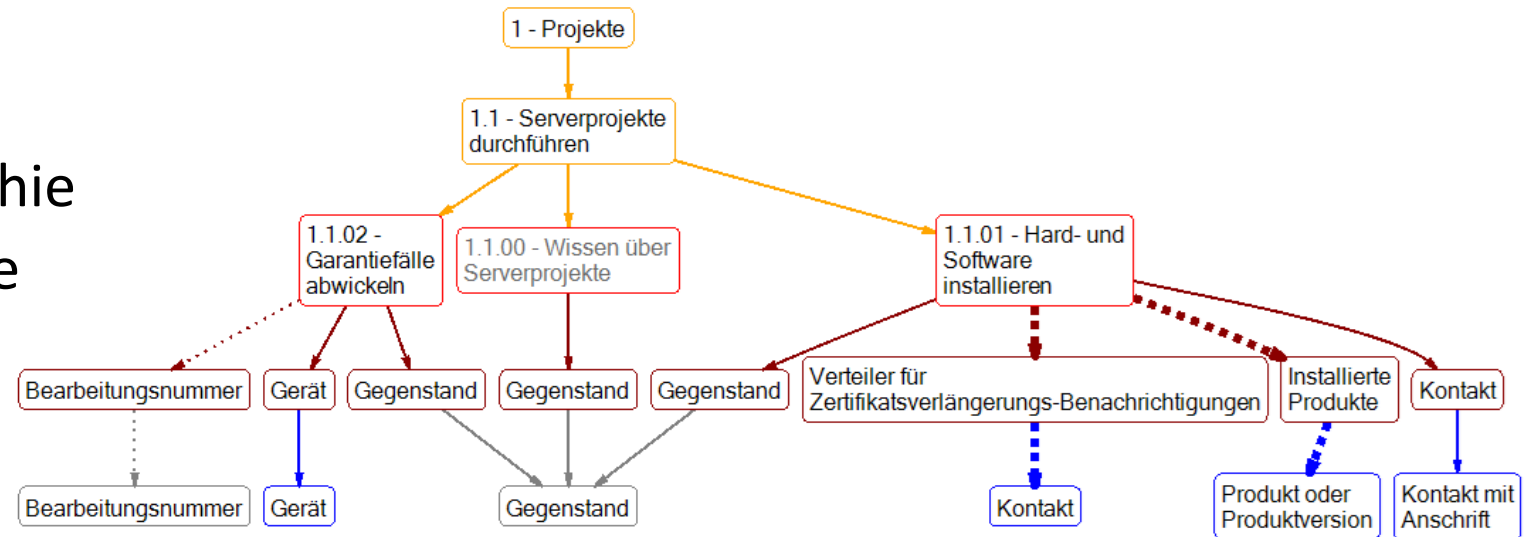 1 - Projekte
1.1 - Serverprojekte
durchführen
hie
e
1.1.02 -
Garantiefälle
abwickeln
1.1.00 - Wissen über
Serverprojekte
1.1.01 - Hard- und
Software
installieren
Bearbeitungsnummer
Gerät
Gegenstand
Gegenstand
Gegenstand
Verteiler für
Zertifikatsverlängerungs-Benachrichtigungen
Installierte
Produkte
Kontakt
Bearbeitungsnummer
Gerät
Gegenstand
Kontakt
Produkt oder
Produktversion
Kontakt mit
Anschrift